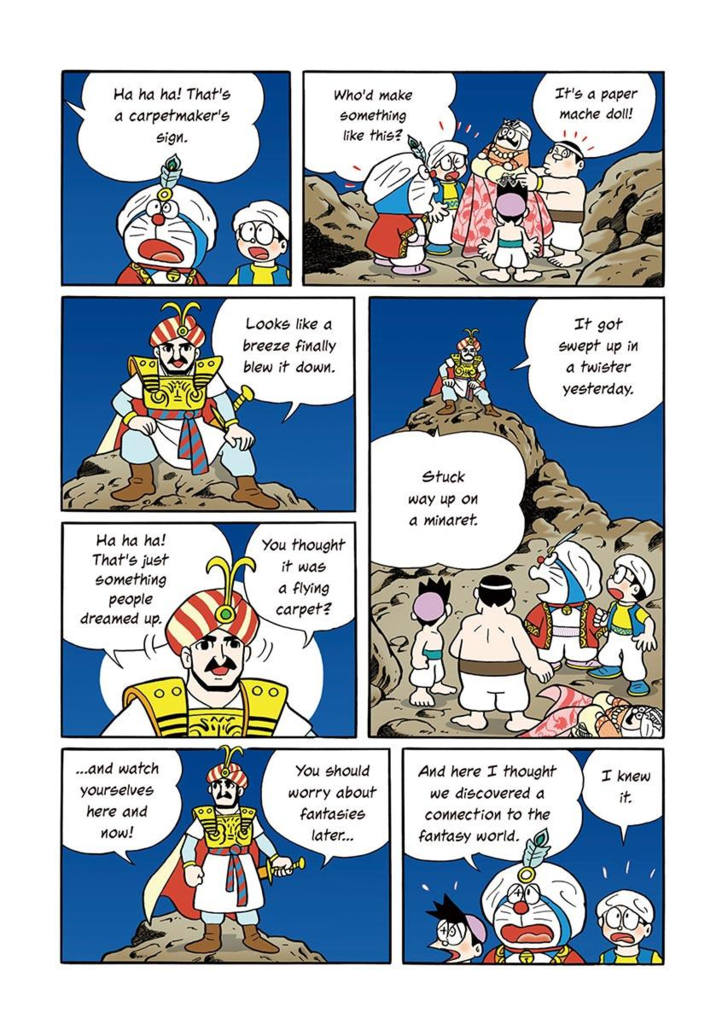 It's a paper
mache doll!
Who'd make
something
like this?
Ha ha ha! That's
a carpetmaker's
sign.
It got
swept up in
a twister
yesterday.
Stuck
way up on
a minaret.
Looks like a
breeze finally
blew it down.
You thought
it was
a flying
carpet?
Ha ha ha!
That's just
something
people
dreamed up.
I knew
it.
And here I thought
we discovered a
connection to the
fantasy world.
You should
worry about
fantasies
later...
...and watch
yourselves
here and
now!